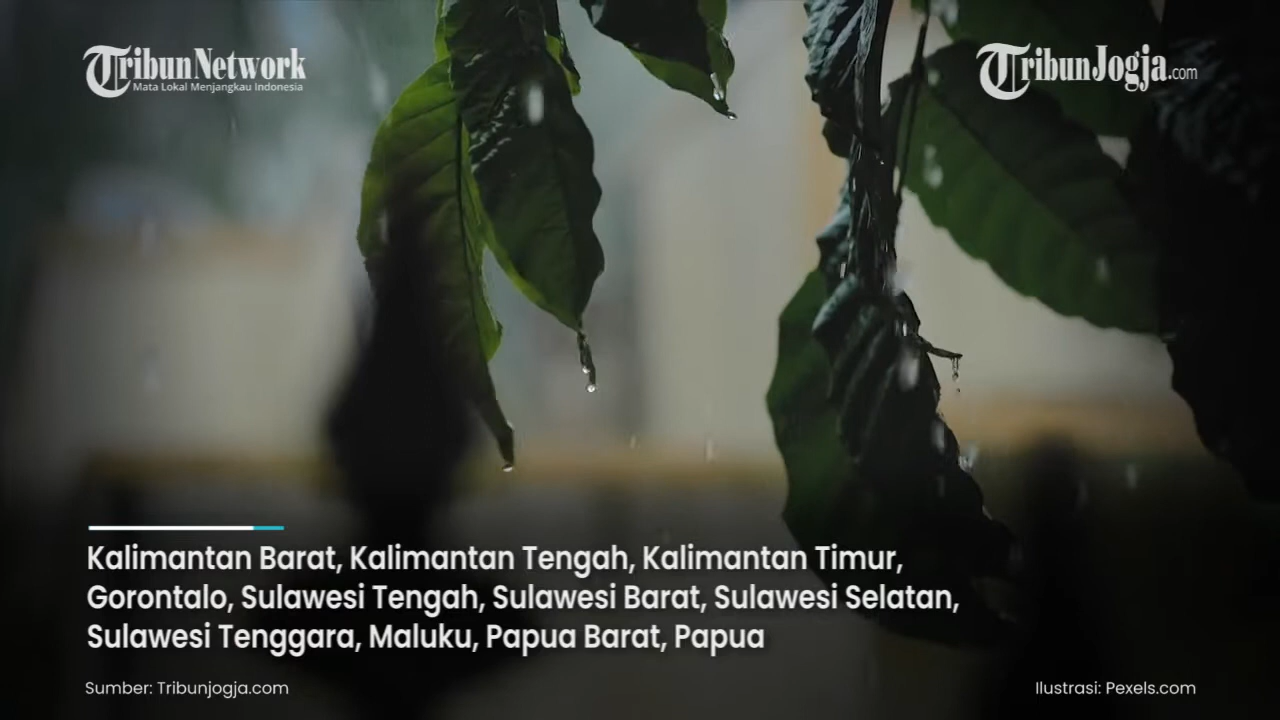 TribunNetwork
Mata Lokal Menjangkau Indonesia
TribunJogja.com
Kalimantan Barat, Kalimantan Tengah, Kalimantan Timur,
Gorontalo, Sulawesi Tengah, Sulawesi Barat, Sulawesi Selatan,
Sulawesi Tenggara, Maluku, Papua Barat, Papua
Sumber: Tribunjogja.com
Ilustrasi: Pexels.com